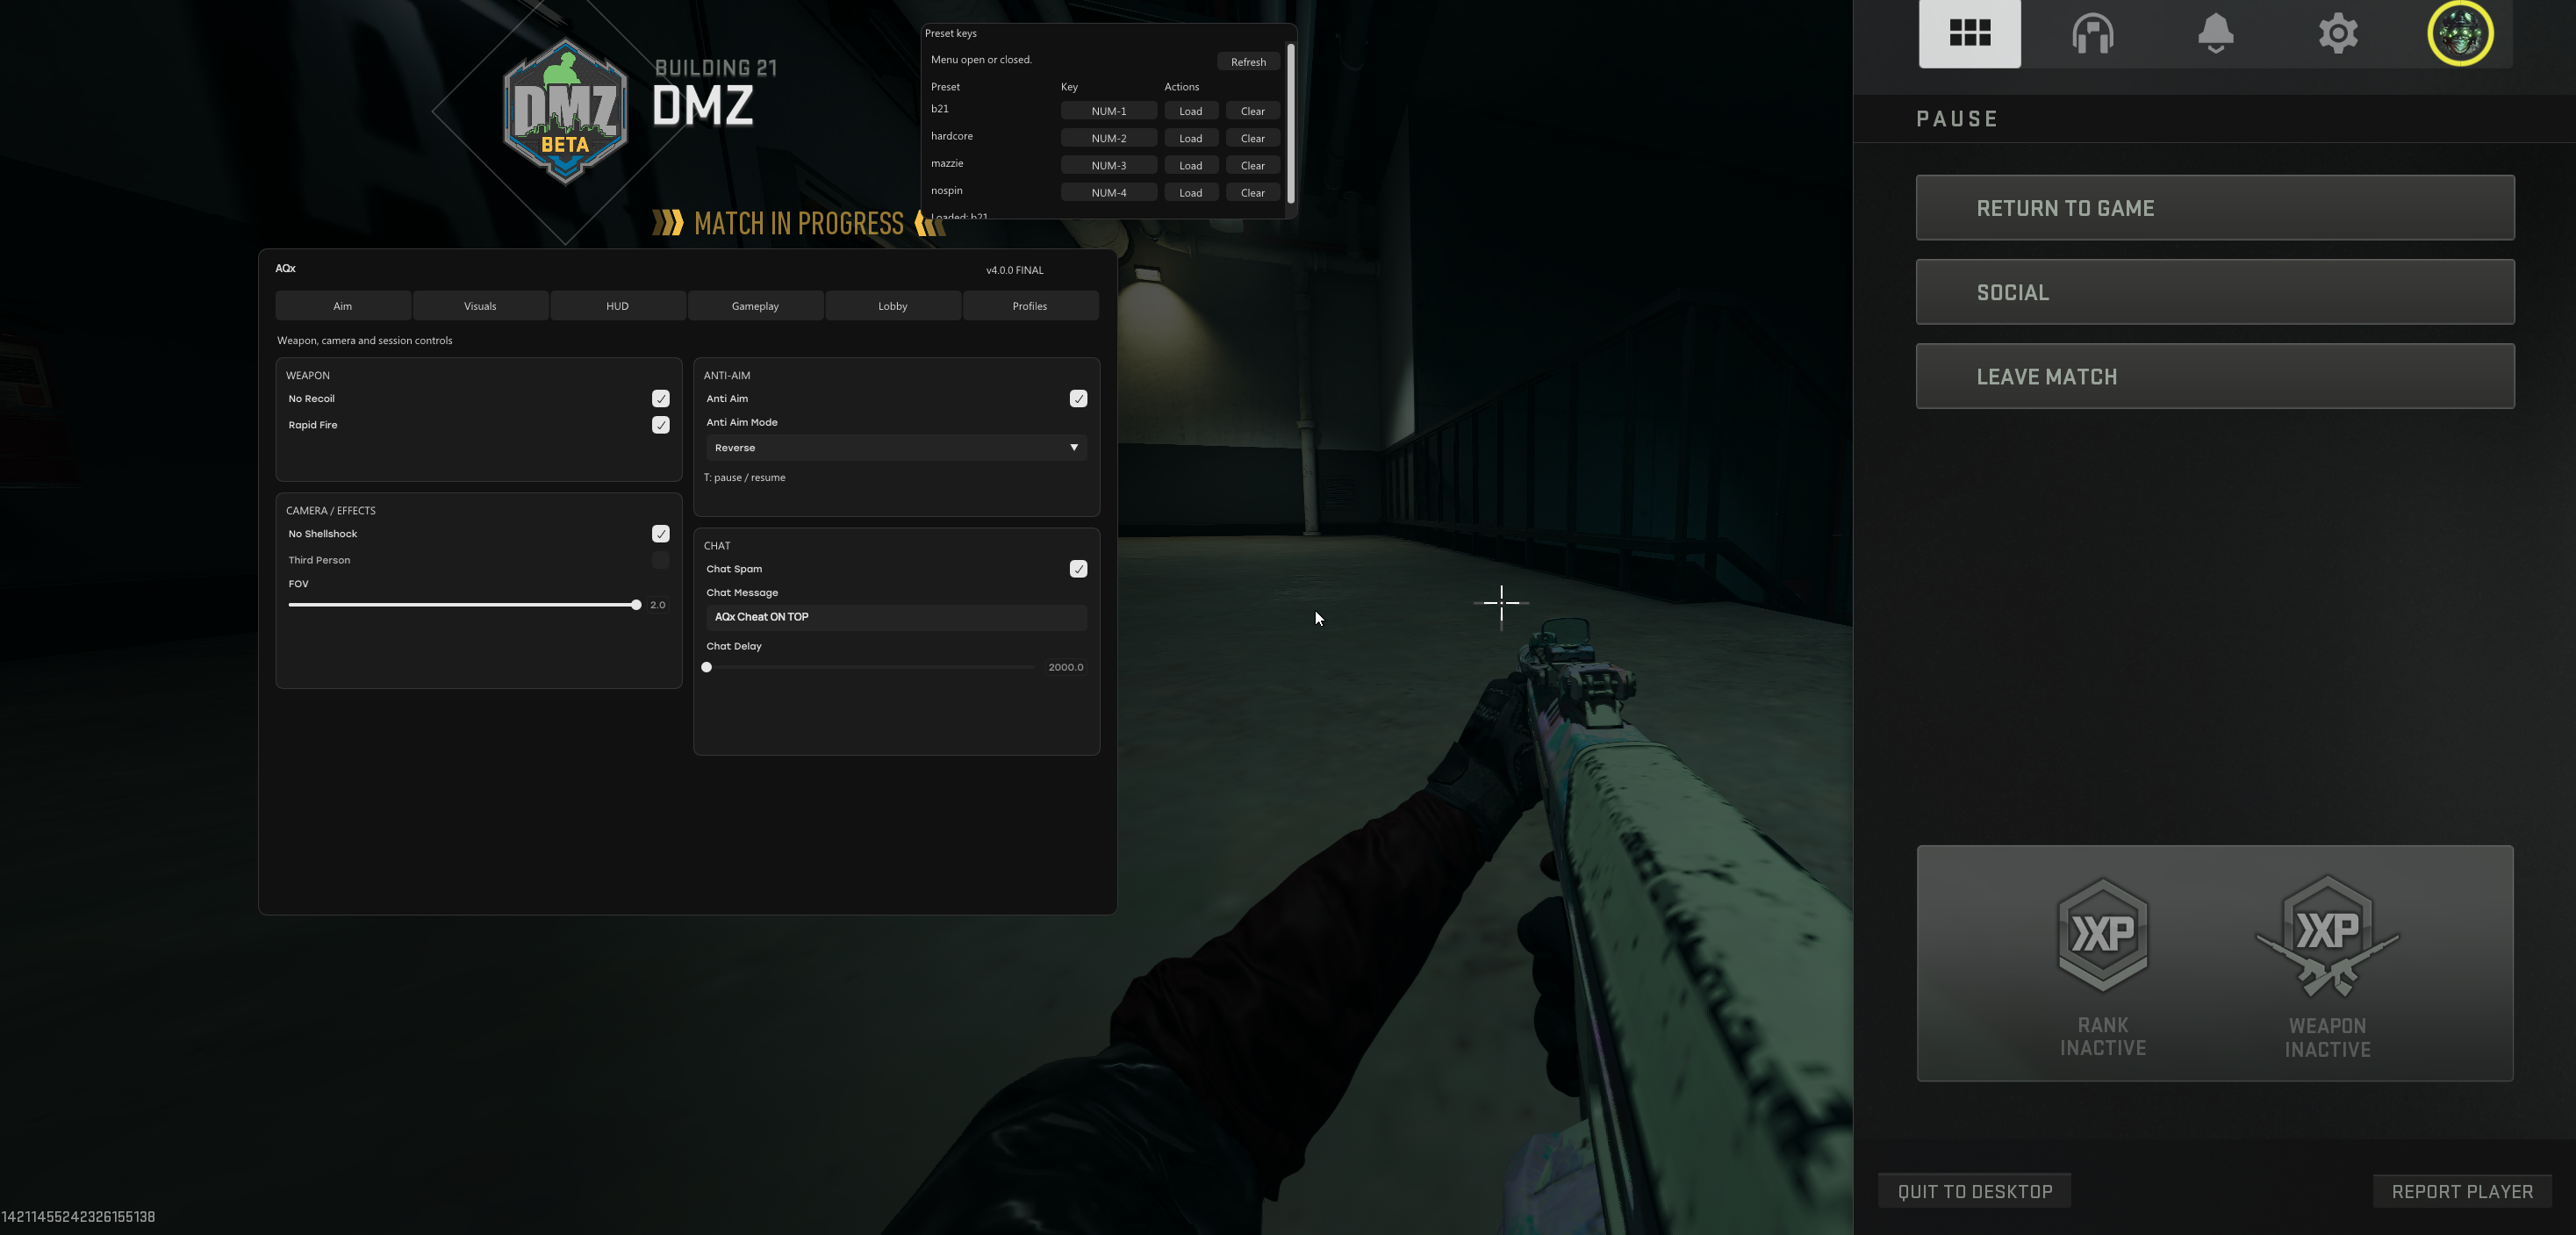 BUILDING 21
DMZ
DMZ
BETA
MATCH IN PROGRESS
Preset keys
Menu open or closed.
Refresh
Preset Key Actions
b21 NUM-1 Load Clear
hardcore NUM-2 Load Clear
mazzie NUM-3 Load Clear
nospin NUM-4 Load Clear
Loaded: b21
AQx v4.0.0 FINAL
Aim Visuals HUD Gameplay Lobby Profiles
Weapon, camera and session controls
WEAPON
No Recoil
Rapid Fire
CAMERA / EFFECTS
No Shellshock
Third Person
FOV
2.0
ANTI-AIM
Anti Aim
Anti Aim Mode
Reverse
T: pause / resume
CHAT
Chat Spam
Chat Message
AQx Cheat ON TOP
Chat Delay
2000.0
PAUSE
RETURN TO GAME
SOCIAL
LEAVE MATCH
XP
RANK
INACTIVE
XP
WEAPON
INACTIVE
QUIT TO DESKTOP
REPORT PLAYER
14211455242326155138